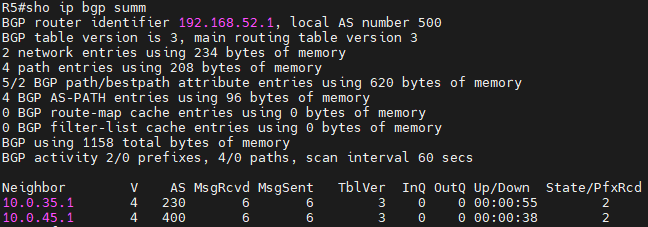 R5#sho ip bgp summ
BGP router identifier 192.168.52.1, local AS number 500
BGP table version is 3, main routing table version 3
2 network entries using 234 bytes of memory
4 path entries using 208 bytes of memory
5/2 BGP path/bestpath attribute entries using 620 bytes of memory
4 BGP AS-PATH entries using 96 bytes of memory
0 BGP route-map cache entries using 0 bytes of memory
0 BGP filter-list cache entries using 0 bytes of memory
BGP using 1158 total bytes of memory
BGP activity 2/0 prefixes, 4/0 paths, scan interval 60 secs

Neighbor        V    AS MsgRcvd MsgSent   TblVer  InQ OutQ Up/Down  State/PfxRcd
10.0.35.1       4   230       6       6        3    0    0 00:00:55        2
10.0.45.1       4   400       6       6        3    0    0 00:00:38        2